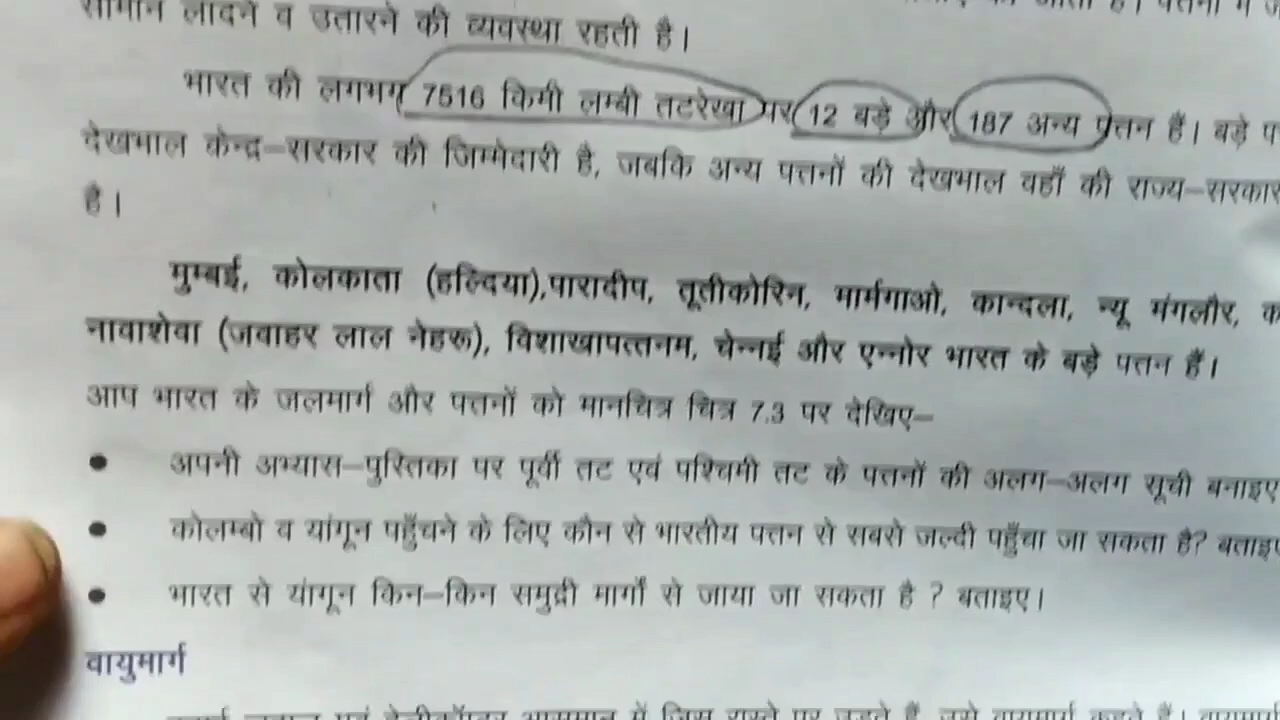 सामान लादने व उतारने की व्यवस्था रहती है।
भारत की लगभग 7516 किमी लम्बी तटरेखा पर 12 बड़े और 187 अन्य पत्तन हैं। बड़े
देखभाल केन्द्र–सरकार की जिम्मेदारी है, जबकि अन्य पत्तनों की देखभाल वहाँ की राज्य–सरकार
है।
मुम्बई, कोलकाता (हल्दिया),पारादीप, तूतीकोरिन, मार्मगाओ, कान्दला, न्यू मंगलौर,
नावाशेवा (जवाहर लाल नेहरू), विशाखापत्तनम, चेन्नई और एन्नोर भारत के बड़े पत्तन हैं।
आप भारत के जलमार्ग और पत्तनों को मानचित्र चित्र 7.3 पर देखिए–
• अपनी अभ्यास–पुस्तिका पर पूर्वी तट एवं पश्चिमी तट के पत्तनों की अलग–अलग सूची बनाइए
• कोलम्बो व यांगून पहुँचने के लिए कौन से भारतीय पत्तन से सबसे जल्दी पहुँचा जा सकता है? बताइए
• भारत से यांगून किन–किन समुद्री मार्गों से जाया जा सकता है ? बताइए।
वायुमार्ग